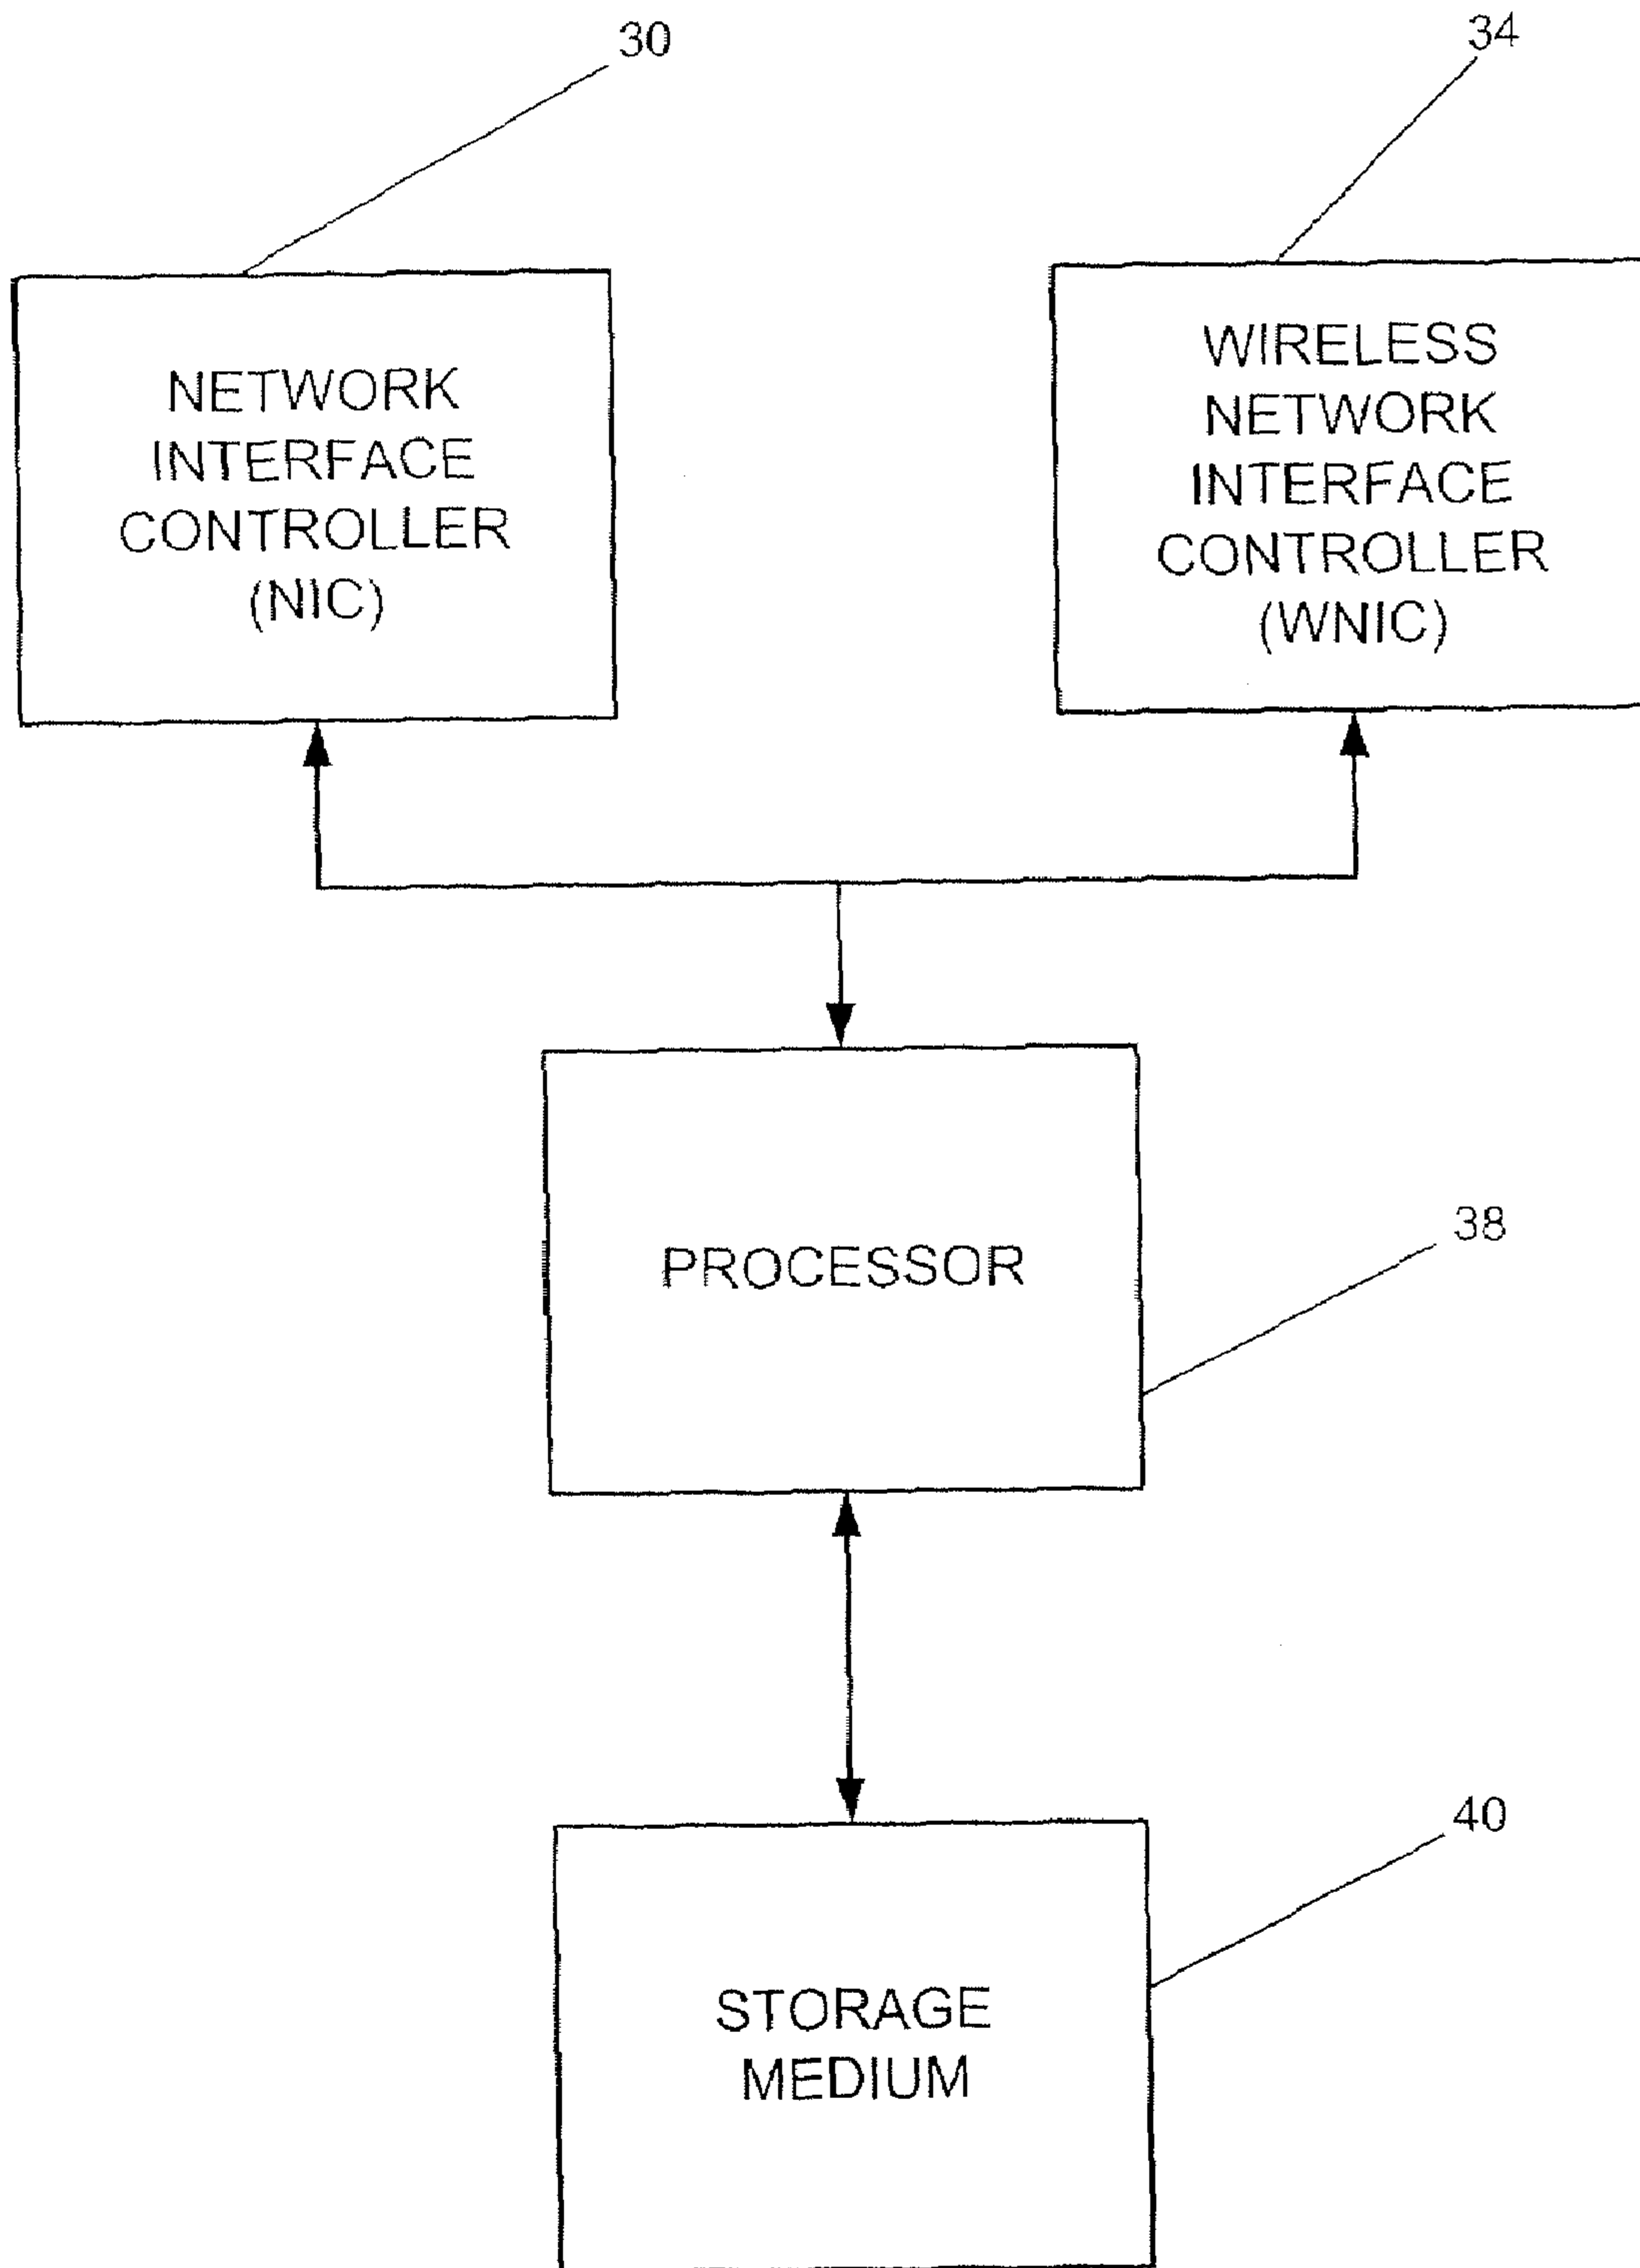 30
34
NETWORK
INTERFACE
CONTROLLER
(NIC)
WIRELESS
NETWORK
INTERFACE
CONTROLLER
(WNIC)
PROCESSOR
38
40
STORAGE
MEDIUM